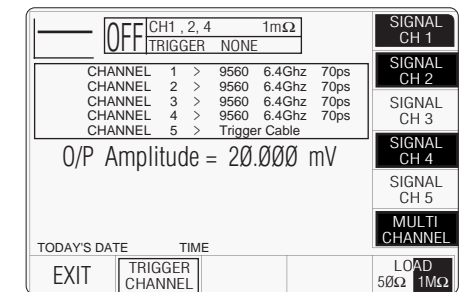 OFF
CH1 , 2, 4 1mΩ
TRIGGER NONE
CHANNEL 1 > 9560 6.4Ghz 70ps
CHANNEL 2 > 9560 6.4Ghz 70ps
CHANNEL 3 > 9560 6.4Ghz 70ps
CHANNEL 4 > 9560 6.4Ghz 70ps
CHANNEL 5 > Trigger Cable
O/P Amplitude = 2Ø.ØØØ mV
TODAY'S DATE TIME
EXIT
TRIGGER
CHANNEL
SIGNAL
CH 1
SIGNAL
CH 2
SIGNAL
CH 3
SIGNAL
CH 4
SIGNAL
CH 5
MULTI
CHANNEL
LOAD
5ØΩ 1MΩ